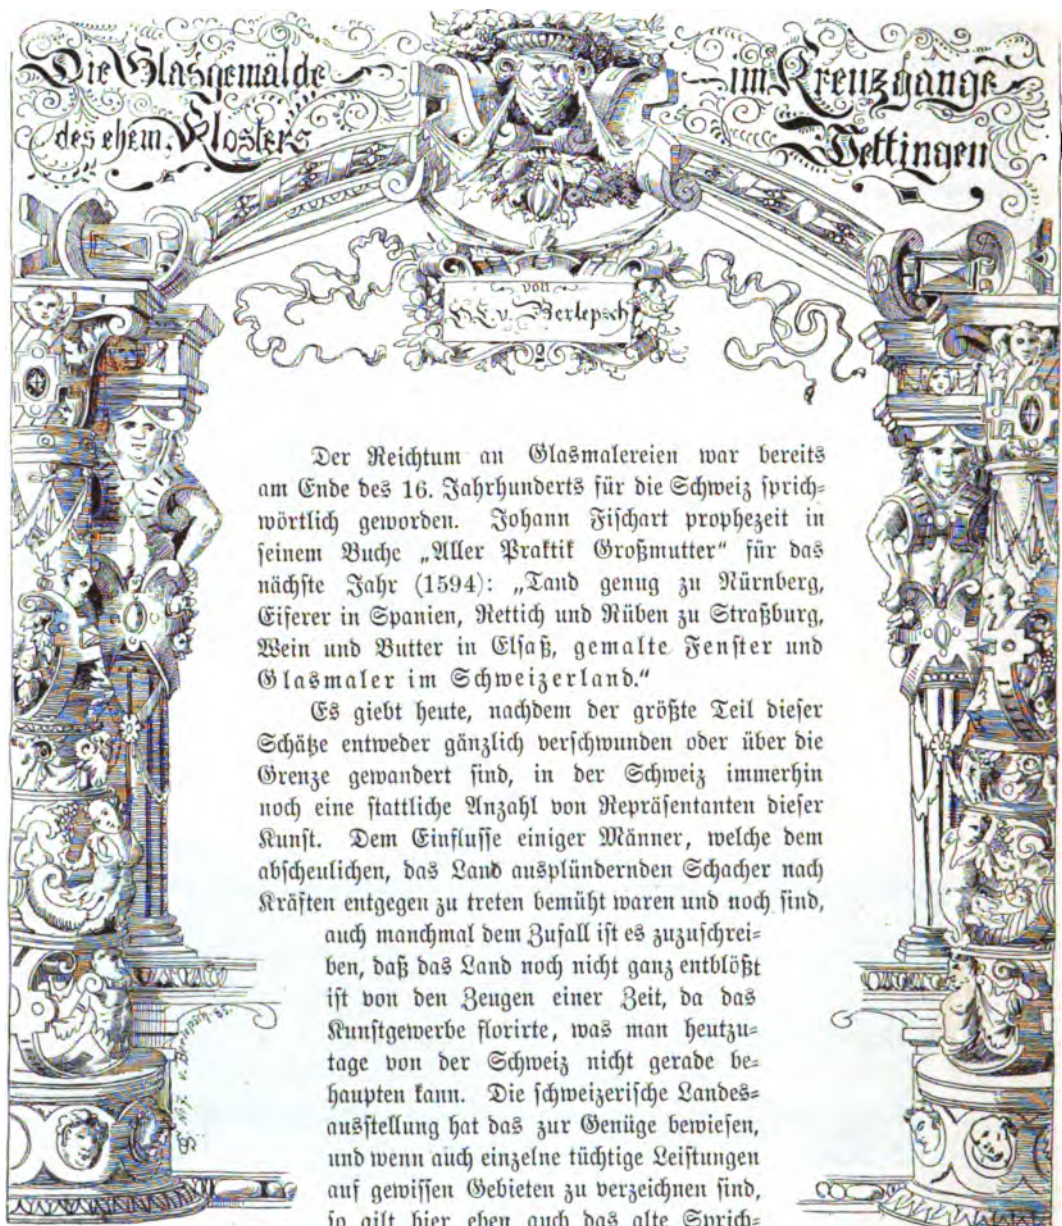 Die Glasgemälde
des ehem. Klosters
im Kreuzgange
Wettingen
von
H. E. v. Berlepsch
Der Reichtum an Glasmalereien war bereits
am Ende des 16. Jahrhunderts für die Schweiz sprich-
wörtlich geworden. Johann Fischart prophezeit in
seinem Buche „Aller Praktik Großmutter“ für das
nächste Jahr (1594): „Tand genug zu Nürnberg,
Eiferer in Spanien, Rettich und Rüben zu Straßburg,
Wein und Butter in Elsaß, gemalte Fenster und
Glasmaler im Schweizerland.“
Es giebt heute, nachdem der größte Teil dieser
Schätze entweder gänzlich verschwunden oder über die
Grenze gewandert sind, in der Schweiz immerhin
noch eine stattliche Anzahl von Repräsentanten dieser
Kunst. Dem Einflusse einiger Männer, welche dem
abscheulichen, das Land ausplündernden Schacher nach
Kräften entgegen zu treten bemüht waren und noch sind,
auch manchmal dem Zufall ist es zuzuschrei-
ben, daß das Land noch nicht ganz entblößt
ist von den Zeugen einer Zeit, da das
Kunstgewerbe florirte, was man heutzu-
tage von der Schweiz nicht gerade be-
haupten kann. Die schweizerische Landes-
ausstellung hat das zur Genüge bewiesen,
und wenn auch einzelne tüchtige Leistungen
auf gewissen Gebieten zu verzeichnen sind,
so gilt hier eben auch das alte Sprich-
v. Berlepsch. 85.